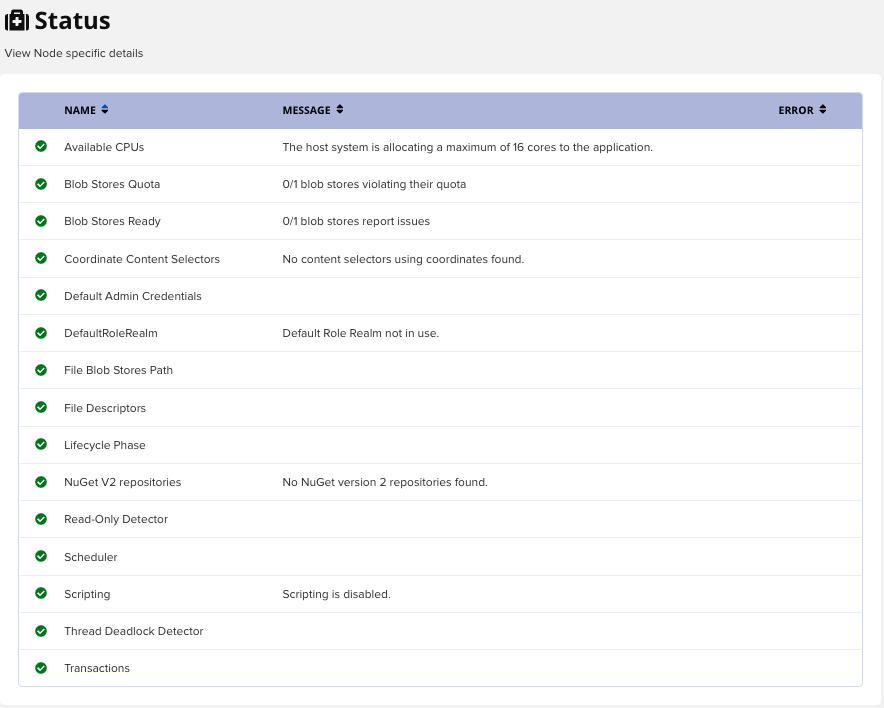 Status
View Node specific details
NAME MESSAGE ERROR
Available CPUs The host system is allocating a maximum of 16 cores to the application.
Blob Stores Quota 0/1 blob stores violating their quota
Blob Stores Ready 0/1 blob stores report issues
Coordinate Content Selectors No content selectors using coordinates found.
Default Admin Credentials
DefaultRoleRealm Default Role Realm not in use.
File Blob Stores Path
File Descriptors
Lifecycle Phase
NuGet V2 repositories No NuGet version 2 repositories found.
Read-Only Detector
Scheduler
Scripting Scripting is disabled.
Thread Deadlock Detector
Transactions